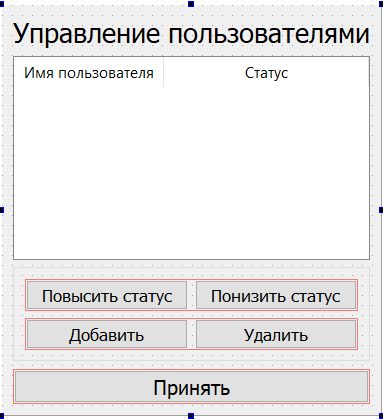 Управление пользователями
Имя пользователя Статус
Повысить статус Понизить статус
Добавить Удалить
Принять